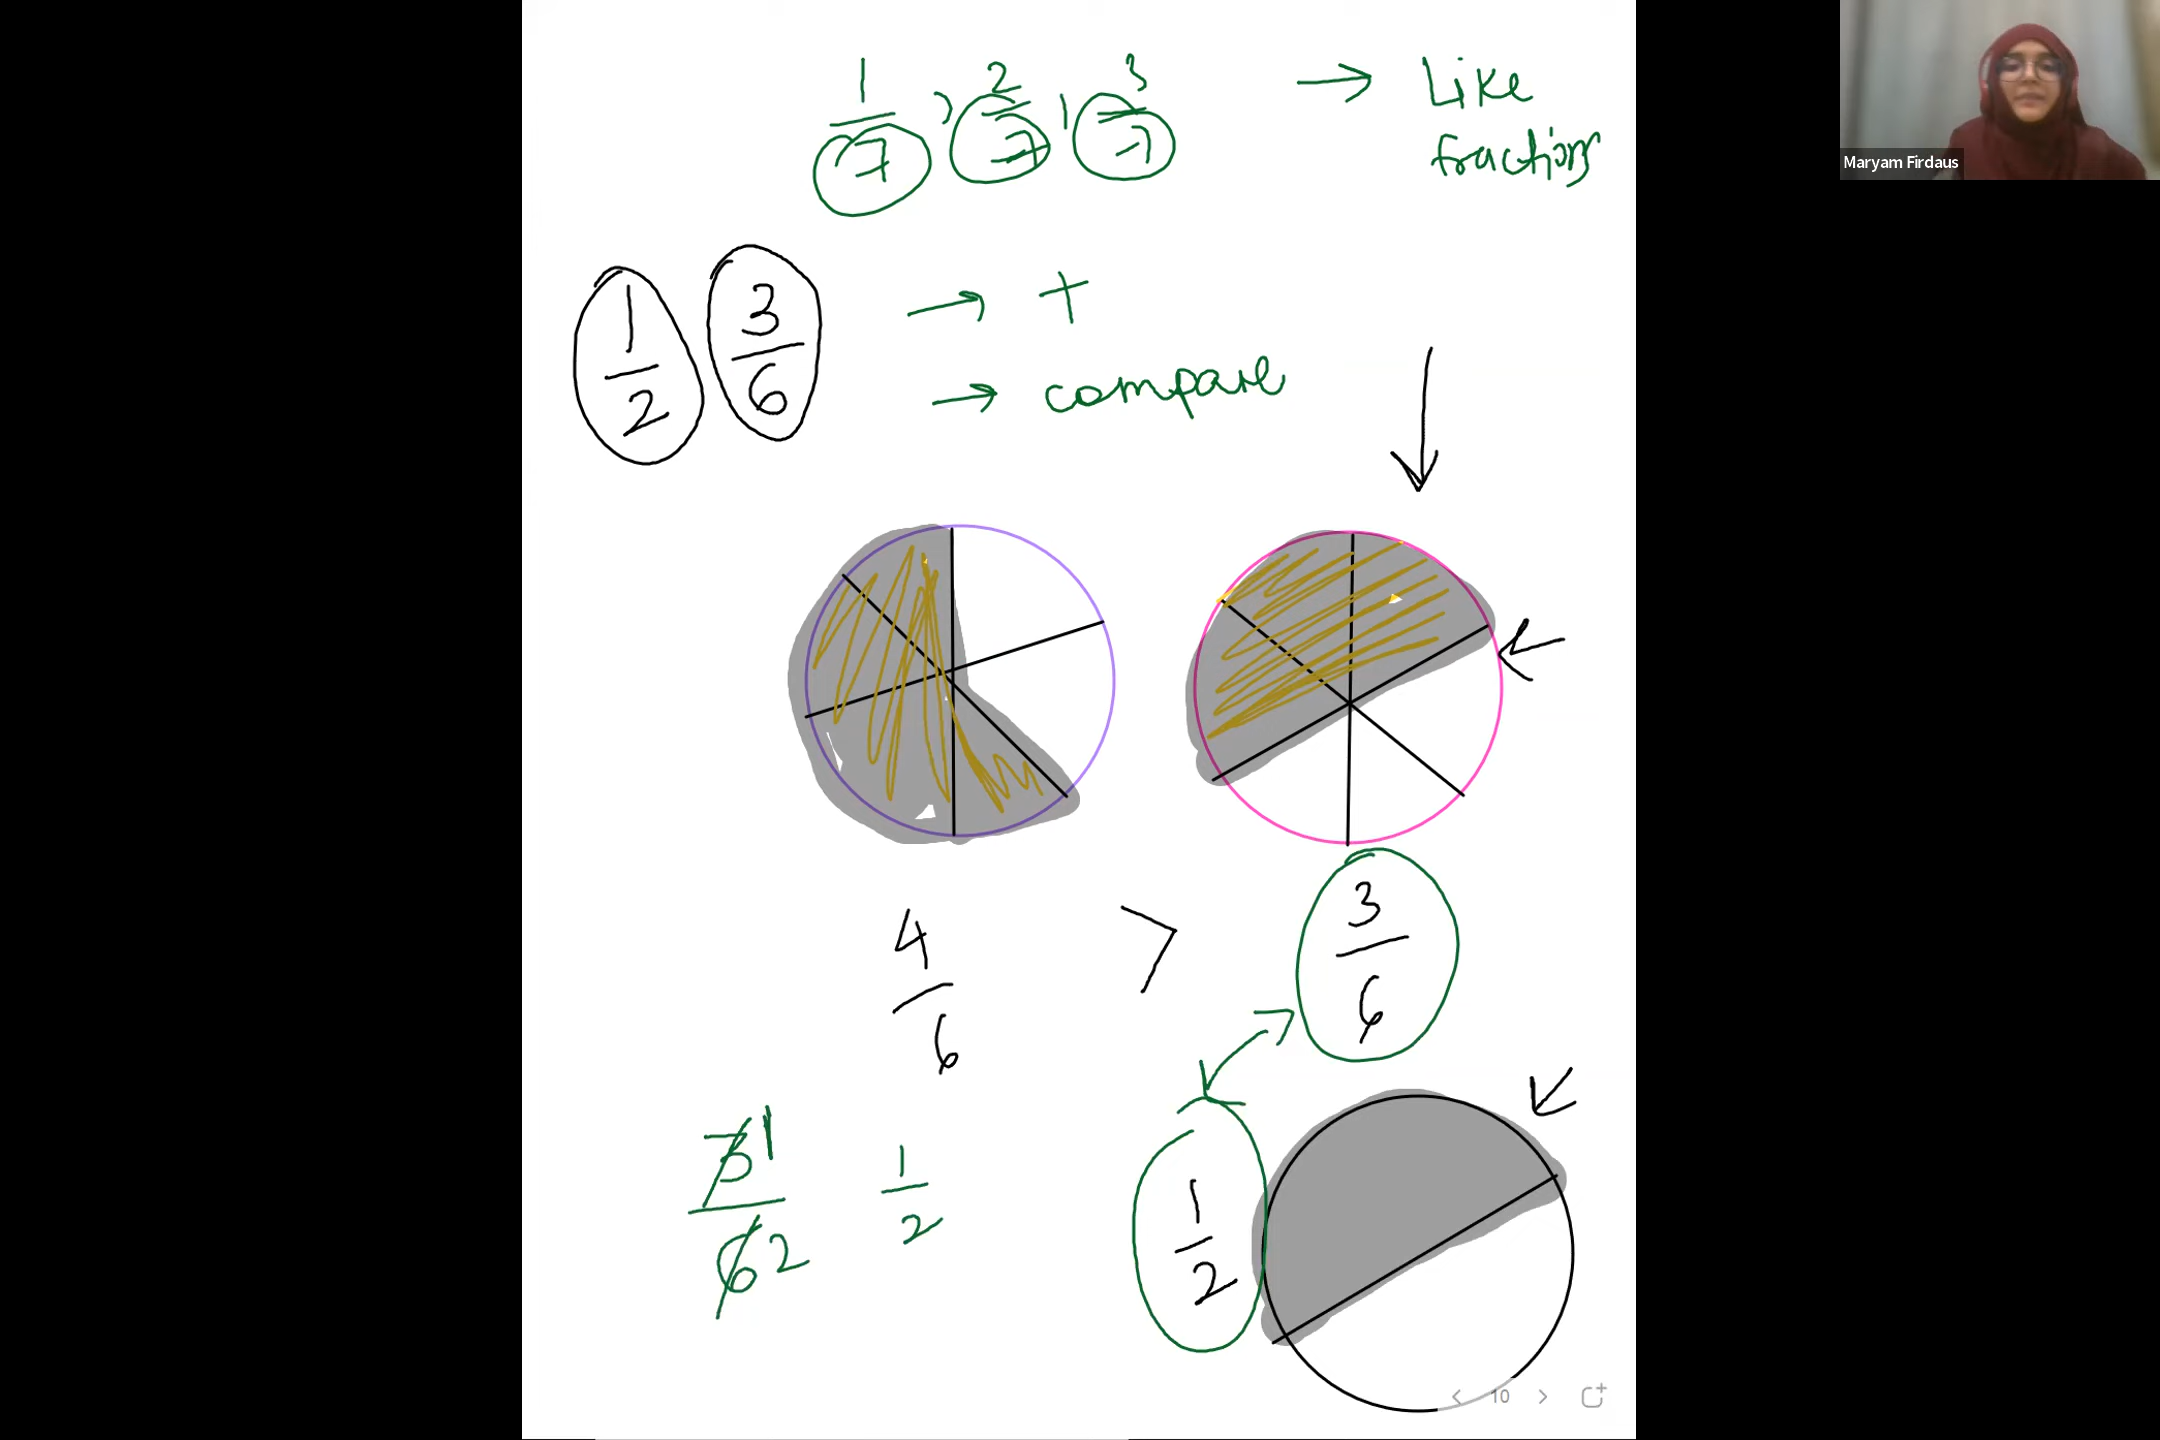 1/7 , 2/7 , 3/7 → Like
fractions
Maryam Firdaus
1/2 3/6 → +
→ compare
4/6 > 3/6
3 1 / 6 2 1/2 1/2
10